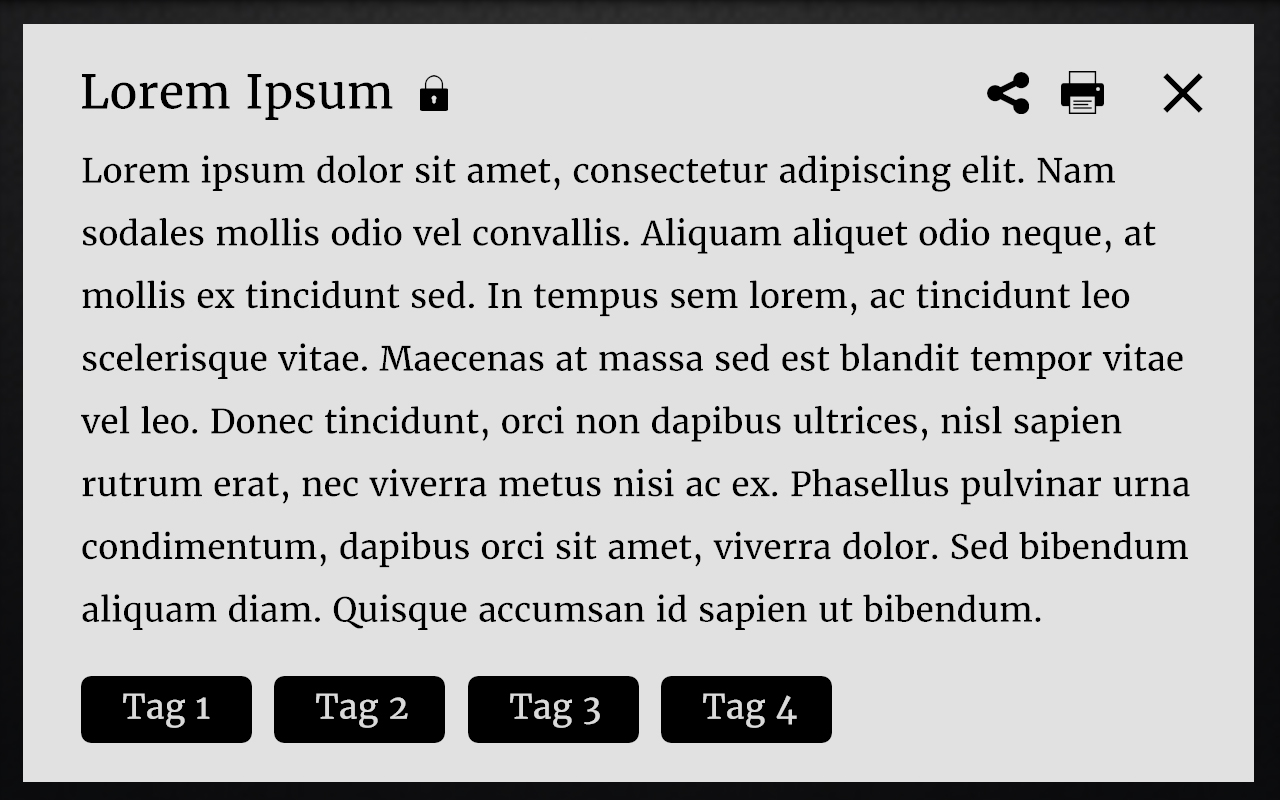 Lorem Ipsum
Lorem ipsum dolor sit amet, consectetur adipiscing elit. Nam
sodales mollis odio vel convallis. Aliquam aliquet odio neque, at
mollis ex tincidunt sed. In tempus sem lorem, ac tincidunt leo
scelerisque vitae. Maecenas at massa sed est blandit tempor vitae
vel leo. Donec tincidunt, orci non dapibus ultrices, nisl sapien
rutrum erat, nec viverra metus nisi ac ex. Phasellus pulvinar urna
condimentum, dapibus orci sit amet, viverra dolor. Sed bibendum
aliquam diam. Quisque accumsan id sapien ut bibendum.
Tag 1 Tag 2 Tag 3 Tag 4